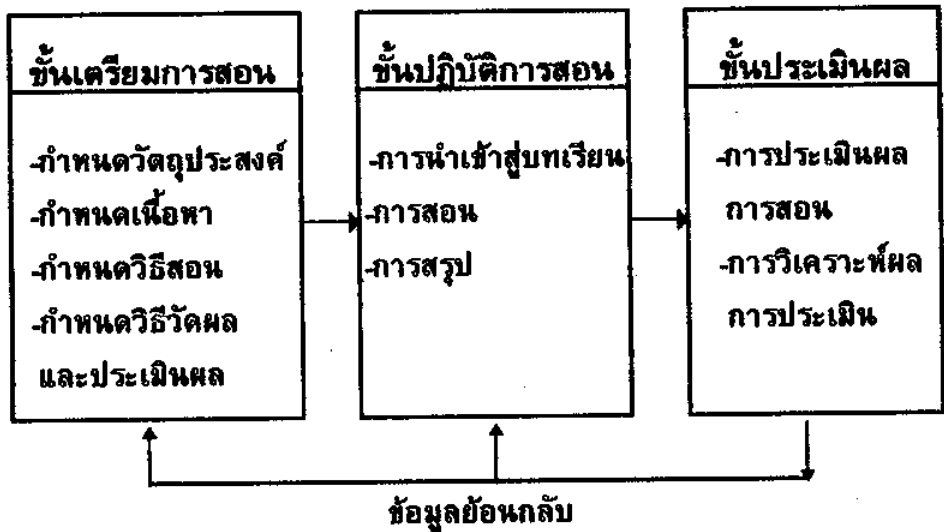 ขั้นเตรียมการสอน
-กำหนดวัตถุประสงค์
-กำหนดเนื้อหา
-กำหนดวิธีสอน
-กำหนดวิธีวัดผล
และประเมินผล
ขั้นปฏิบัติการสอน
-การนำเข้าสู่บทเรียน
-การสอน
-การสรุป
ขั้นประเมินผล
-การประเมินผล
การสอน
-การวิเคราะห์ผล
การประเมิน
ข้อมูลย้อนกลับ